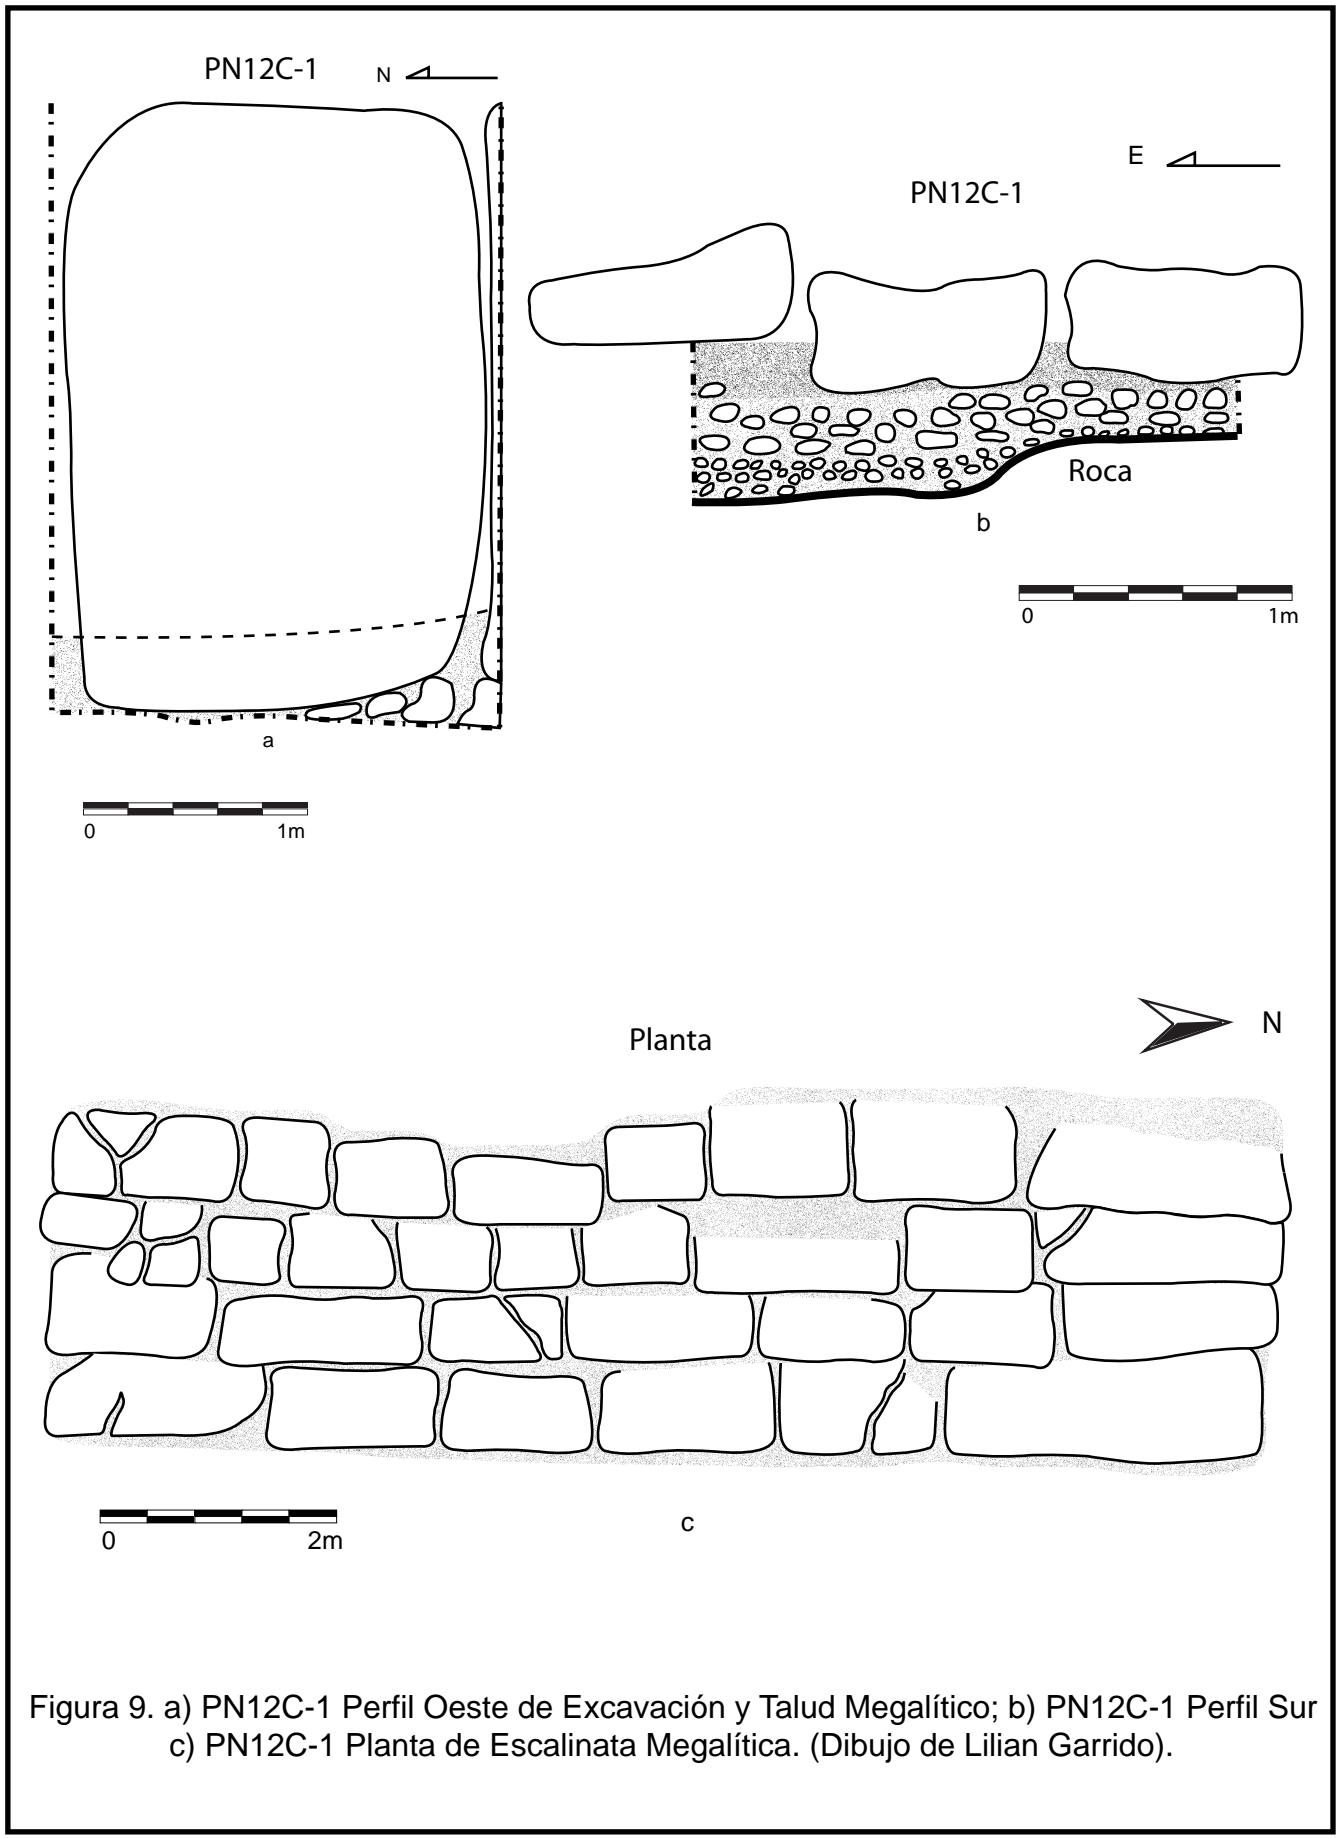 PN12C-1
N
a
0
1m
E
PN12C-1
Roca
b
0
1m
Planta
N
0
2m
c
Figura 9. a) PN12C-1 Perfil Oeste de Excavación y Talud Megalítico; b) PN12C-1 Perfil Sur
c) PN12C-1 Planta de Escalinata Megalítica. (Dibujo de Lilian Garrido).